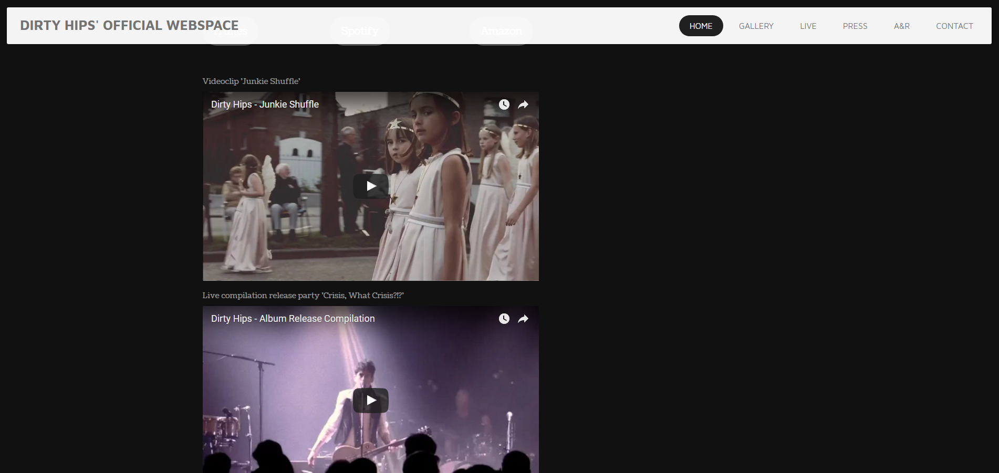 DIRTY HIPS' OFFICIAL WEBSPACE
iTunes
Spotify
Amazon
HOME
GALLERY
LIVE
PRESS
A&R
CONTACT
Videoclip 'Junkie Shuffle'
Dirty Hips - Junkie Shuffle
Live compilation release party 'Crisis, What Crisis?!?'
Dirty Hips - Album Release Compilation